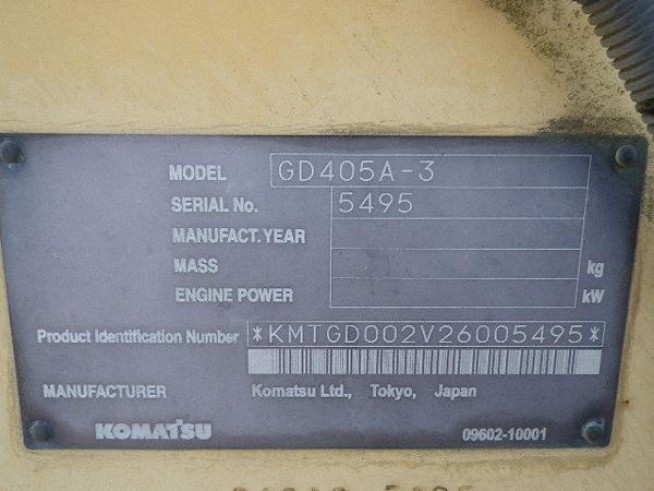 MODEL GD405A-3
SERIAL No. 5495
MANUFACT. YEAR
MASS kg
ENGINE POWER kW
Product Identification Number *KMTGD002V26005495*
MANUFACTURER Komatsu Ltd., Tokyo, Japan
KOMATSU 09602-10001